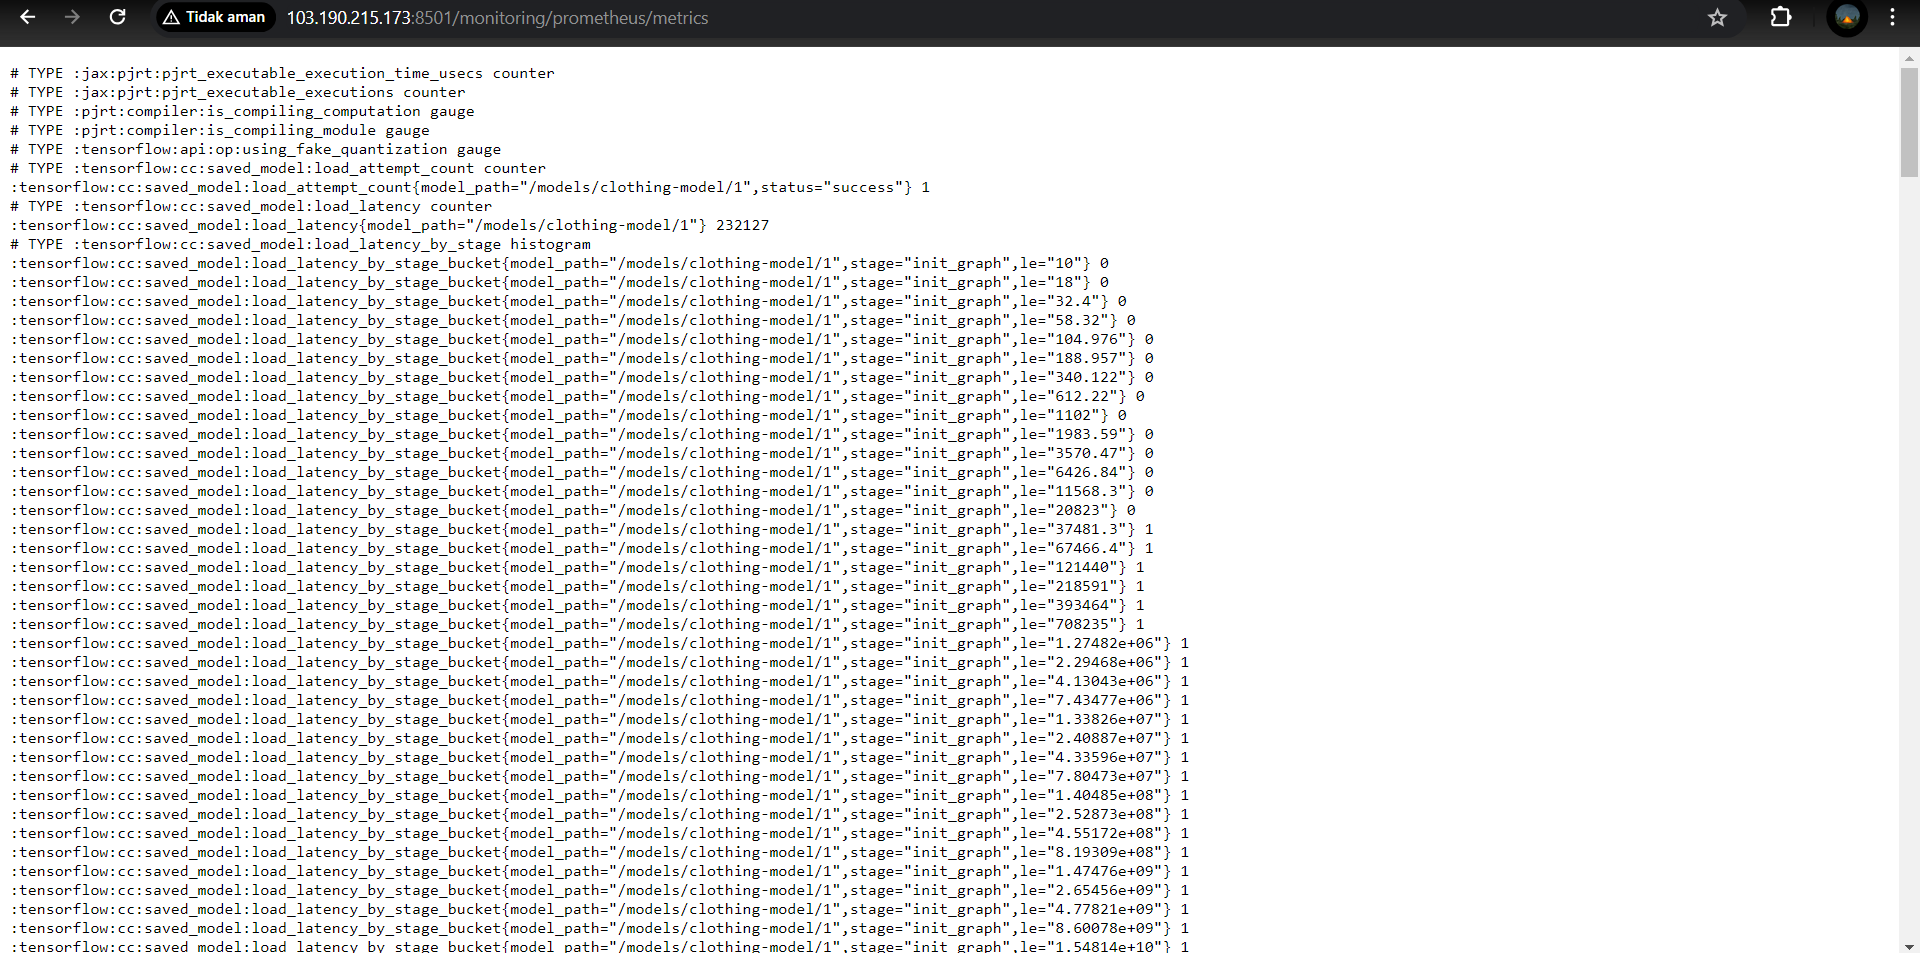 Tidak aman 103.190.215.173:8501/monitoring/prometheus/metrics
# TYPE :jax:pjrt:pjrt_executable_execution_time_usecs counter
# TYPE :jax:pjrt:pjrt_executable_executions counter
# TYPE :pjrt:compiler:is_compiling_computation gauge
# TYPE :pjrt:compiler:is_compiling_module gauge
# TYPE :tensorflow:api:op:using_fake_quantization gauge
# TYPE :tensorflow:cc:saved_model:load_attempt_count counter
:tensorflow:cc:saved_model:load_attempt_count{model_path="/models/clothing-model/1",status="success"} 1
# TYPE :tensorflow:cc:saved_model:load_latency counter
:tensorflow:cc:saved_model:load_latency{model_path="/models/clothing-model/1"} 232127
# TYPE :tensorflow:cc:saved_model:load_latency_by_stage histogram
:tensorflow:cc:saved_model:load_latency_by_stage_bucket{model_path="/models/clothing-model/1",stage="init_graph",le="10"} 0
:tensorflow:cc:saved_model:load_latency_by_stage_bucket{model_path="/models/clothing-model/1",stage="init_graph",le="18"} 0
:tensorflow:cc:saved_model:load_latency_by_stage_bucket{model_path="/models/clothing-model/1",stage="init_graph",le="32.4"} 0
:tensorflow:cc:saved_model:load_latency_by_stage_bucket{model_path="/models/clothing-model/1",stage="init_graph",le="58.32"} 0
:tensorflow:cc:saved_model:load_latency_by_stage_bucket{model_path="/models/clothing-model/1",stage="init_graph",le="104.976"} 0
:tensorflow:cc:saved_model:load_latency_by_stage_bucket{model_path="/models/clothing-model/1",stage="init_graph",le="188.957"} 0
:tensorflow:cc:saved_model:load_latency_by_stage_bucket{model_path="/models/clothing-model/1",stage="init_graph",le="340.122"} 0
:tensorflow:cc:saved_model:load_latency_by_stage_bucket{model_path="/models/clothing-model/1",stage="init_graph",le="612.22"} 0
:tensorflow:cc:saved_model:load_latency_by_stage_bucket{model_path="/models/clothing-model/1",stage="init_graph",le="1102"} 0
:tensorflow:cc:saved_model:load_latency_by_stage_bucket{model_path="/models/clothing-model/1",stage="init_graph",le="1983.59"} 0
:tensorflow:cc:saved_model:load_latency_by_stage_bucket{model_path="/models/clothing-model/1",stage="init_graph",le="3570.47"} 0
:tensorflow:cc:saved_model:load_latency_by_stage_bucket{model_path="/models/clothing-model/1",stage="init_graph",le="6426.84"} 0
:tensorflow:cc:saved_model:load_latency_by_stage_bucket{model_path="/models/clothing-model/1",stage="init_graph",le="11568.3"} 0
:tensorflow:cc:saved_model:load_latency_by_stage_bucket{model_path="/models/clothing-model/1",stage="init_graph",le="20823"} 0
:tensorflow:cc:saved_model:load_latency_by_stage_bucket{model_path="/models/clothing-model/1",stage="init_graph",le="37481.3"} 1
:tensorflow:cc:saved_model:load_latency_by_stage_bucket{model_path="/models/clothing-model/1",stage="init_graph",le="67466.4"} 1
:tensorflow:cc:saved_model:load_latency_by_stage_bucket{model_path="/models/clothing-model/1",stage="init_graph",le="121440"} 1
:tensorflow:cc:saved_model:load_latency_by_stage_bucket{model_path="/models/clothing-model/1",stage="init_graph",le="218591"} 1
:tensorflow:cc:saved_model:load_latency_by_stage_bucket{model_path="/models/clothing-model/1",stage="init_graph",le="393464"} 1
:tensorflow:cc:saved_model:load_latency_by_stage_bucket{model_path="/models/clothing-model/1",stage="init_graph",le="708235"} 1
:tensorflow:cc:saved_model:load_latency_by_stage_bucket{model_path="/models/clothing-model/1",stage="init_graph",le="1.27482e+06"} 1
:tensorflow:cc:saved_model:load_latency_by_stage_bucket{model_path="/models/clothing-model/1",stage="init_graph",le="2.29468e+06"} 1
:tensorflow:cc:saved_model:load_latency_by_stage_bucket{model_path="/models/clothing-model/1",stage="init_graph",le="4.13043e+06"} 1
:tensorflow:cc:saved_model:load_latency_by_stage_bucket{model_path="/models/clothing-model/1",stage="init_graph",le="7.43477e+06"} 1
:tensorflow:cc:saved_model:load_latency_by_stage_bucket{model_path="/models/clothing-model/1",stage="init_graph",le="1.33826e+07"} 1
:tensorflow:cc:saved_model:load_latency_by_stage_bucket{model_path="/models/clothing-model/1",stage="init_graph",le="2.40887e+07"} 1
:tensorflow:cc:saved_model:load_latency_by_stage_bucket{model_path="/models/clothing-model/1",stage="init_graph",le="4.33596e+07"} 1
:tensorflow:cc:saved_model:load_latency_by_stage_bucket{model_path="/models/clothing-model/1",stage="init_graph",le="7.80473e+07"} 1
:tensorflow:cc:saved_model:load_latency_by_stage_bucket{model_path="/models/clothing-model/1",stage="init_graph",le="1.40485e+08"} 1
:tensorflow:cc:saved_model:load_latency_by_stage_bucket{model_path="/models/clothing-model/1",stage="init_graph",le="2.52873e+08"} 1
:tensorflow:cc:saved_model:load_latency_by_stage_bucket{model_path="/models/clothing-model/1",stage="init_graph",le="4.55172e+08"} 1
:tensorflow:cc:saved_model:load_latency_by_stage_bucket{model_path="/models/clothing-model/1",stage="init_graph",le="8.19309e+08"} 1
:tensorflow:cc:saved_model:load_latency_by_stage_bucket{model_path="/models/clothing-model/1",stage="init_graph",le="1.47476e+09"} 1
:tensorflow:cc:saved_model:load_latency_by_stage_bucket{model_path="/models/clothing-model/1",stage="init_graph",le="2.65456e+09"} 1
:tensorflow:cc:saved_model:load_latency_by_stage_bucket{model_path="/models/clothing-model/1",stage="init_graph",le="4.77821e+09"} 1
:tensorflow:cc:saved_model:load_latency_by_stage_bucket{model_path="/models/clothing-model/1",stage="init_graph",le="8.60078e+09"} 1
:tensorflow:cc:saved_model:load_latency_by_stage_bucket{model_path="/models/clothing-model/1",stage="init_graph",le="1.54814e+10"} 1